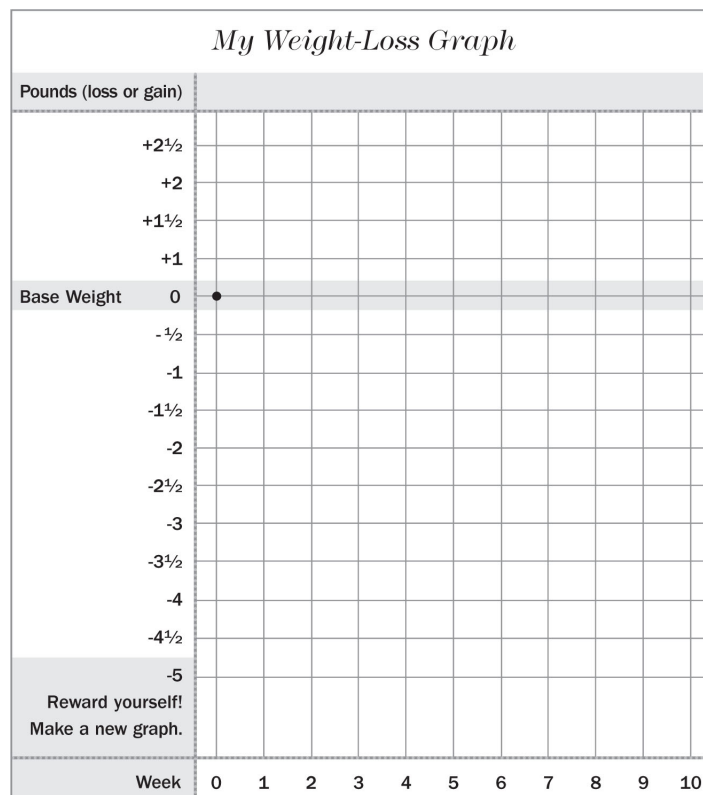 My Weight-Loss Graph
Pounds (loss or gain)
+2½
+2
+1½
+1
Base Weight 0
-½
-1
-1½
-2
-2½
-3
-3½
-4
-4½
-5
Reward yourself!
Make a new graph.
Week 0 1 2 3 4 5 6 7 8 9 10